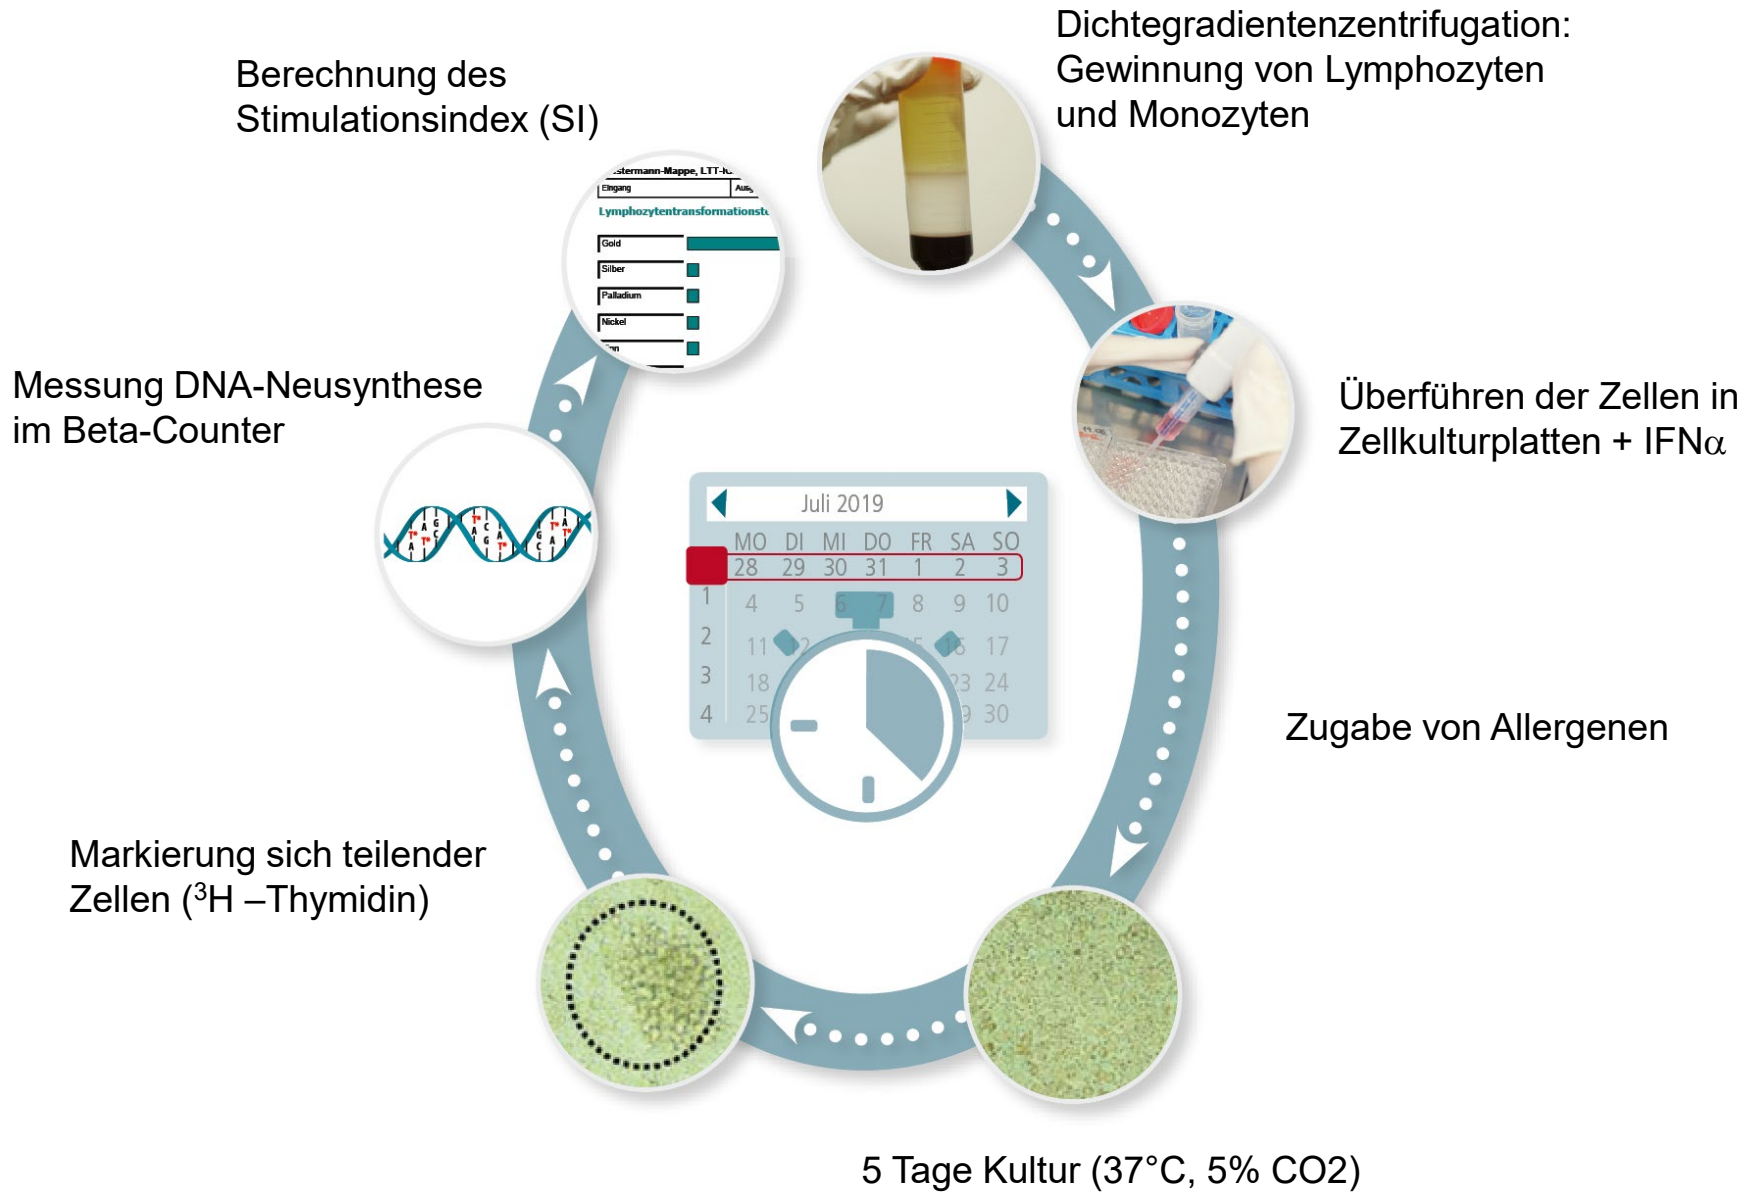 Dichtegradientenzentrifugation:
Gewinnung von Lymphozyten
und Monozyten
Überführen der Zellen in
Zellkulturplatten + IFNα
Zugabe von Allergenen
5 Tage Kultur (37°C, 5% CO2)
Markierung sich teilender
Zellen (³H –Thymidin)
Messung DNA-Neusynthese
im Beta-Counter
Berechnung des
Stimulationsindex (SI)
Eingang
Gold
Silber
Palladium
Nickel
T* A G
A T* C
T* C
A G A T*
T* A T*
G C A T
Juli 2019
MO DI MI DO FR SA SO
28 29 30 31 1 2 3
1 4 5 6 7 8 9 10
2 11 12 16 17
3 18 23 24
4 25 30